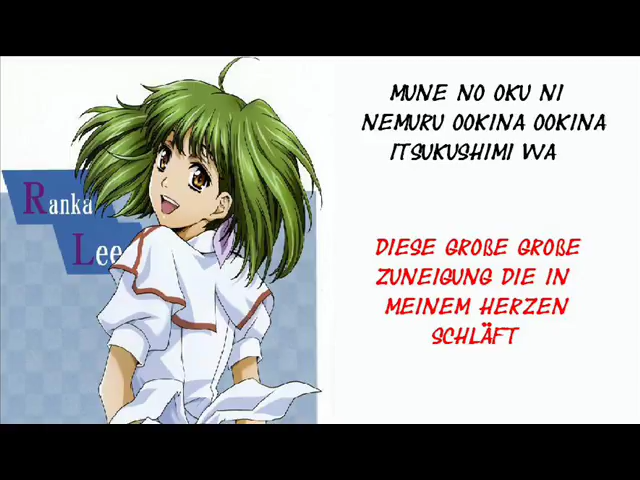 Ranka
Lee
MUNE NO OKU NI
NEMURU OOKINA OOKINA
ITSUKUSHIMI WA
DIESE GROßE GROßE
ZUNEIGUNG DIE IN
MEINEM HERZEN
SCHLÄFT